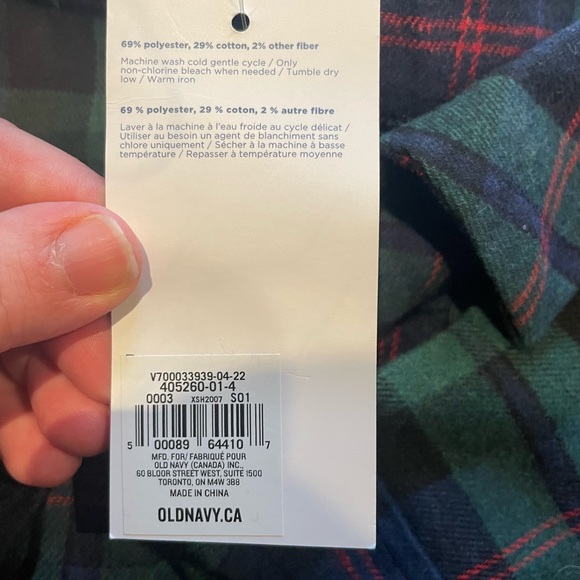 69% polyester, 29% cotton, 2% other fiber
Machine wash cold gentle cycle / Only
non-chlorine bleach when needed / Tumble dry
low / Warm iron
69 % polyester, 29 % coton, 2 % autre fibre
Laver à la machine à l'eau froide au cycle délicat /
Utiliser au besoin un agent de blanchiment sans
chlore uniquement / Sécher à la machine à basse
température / Repasser à température moyenne
V700033939-04-22
405260-01-4
0003 XSH2007 S01
5 00089 64410 7
MFD. FOR/ FABRIQUÉ POUR
OLD NAVY (CANADA) INC.,
60 BLOOR STREET WEST, SUITE 1500
TORONTO, ON M4W 3B8
MADE IN CHINA
OLDNAVY.CA